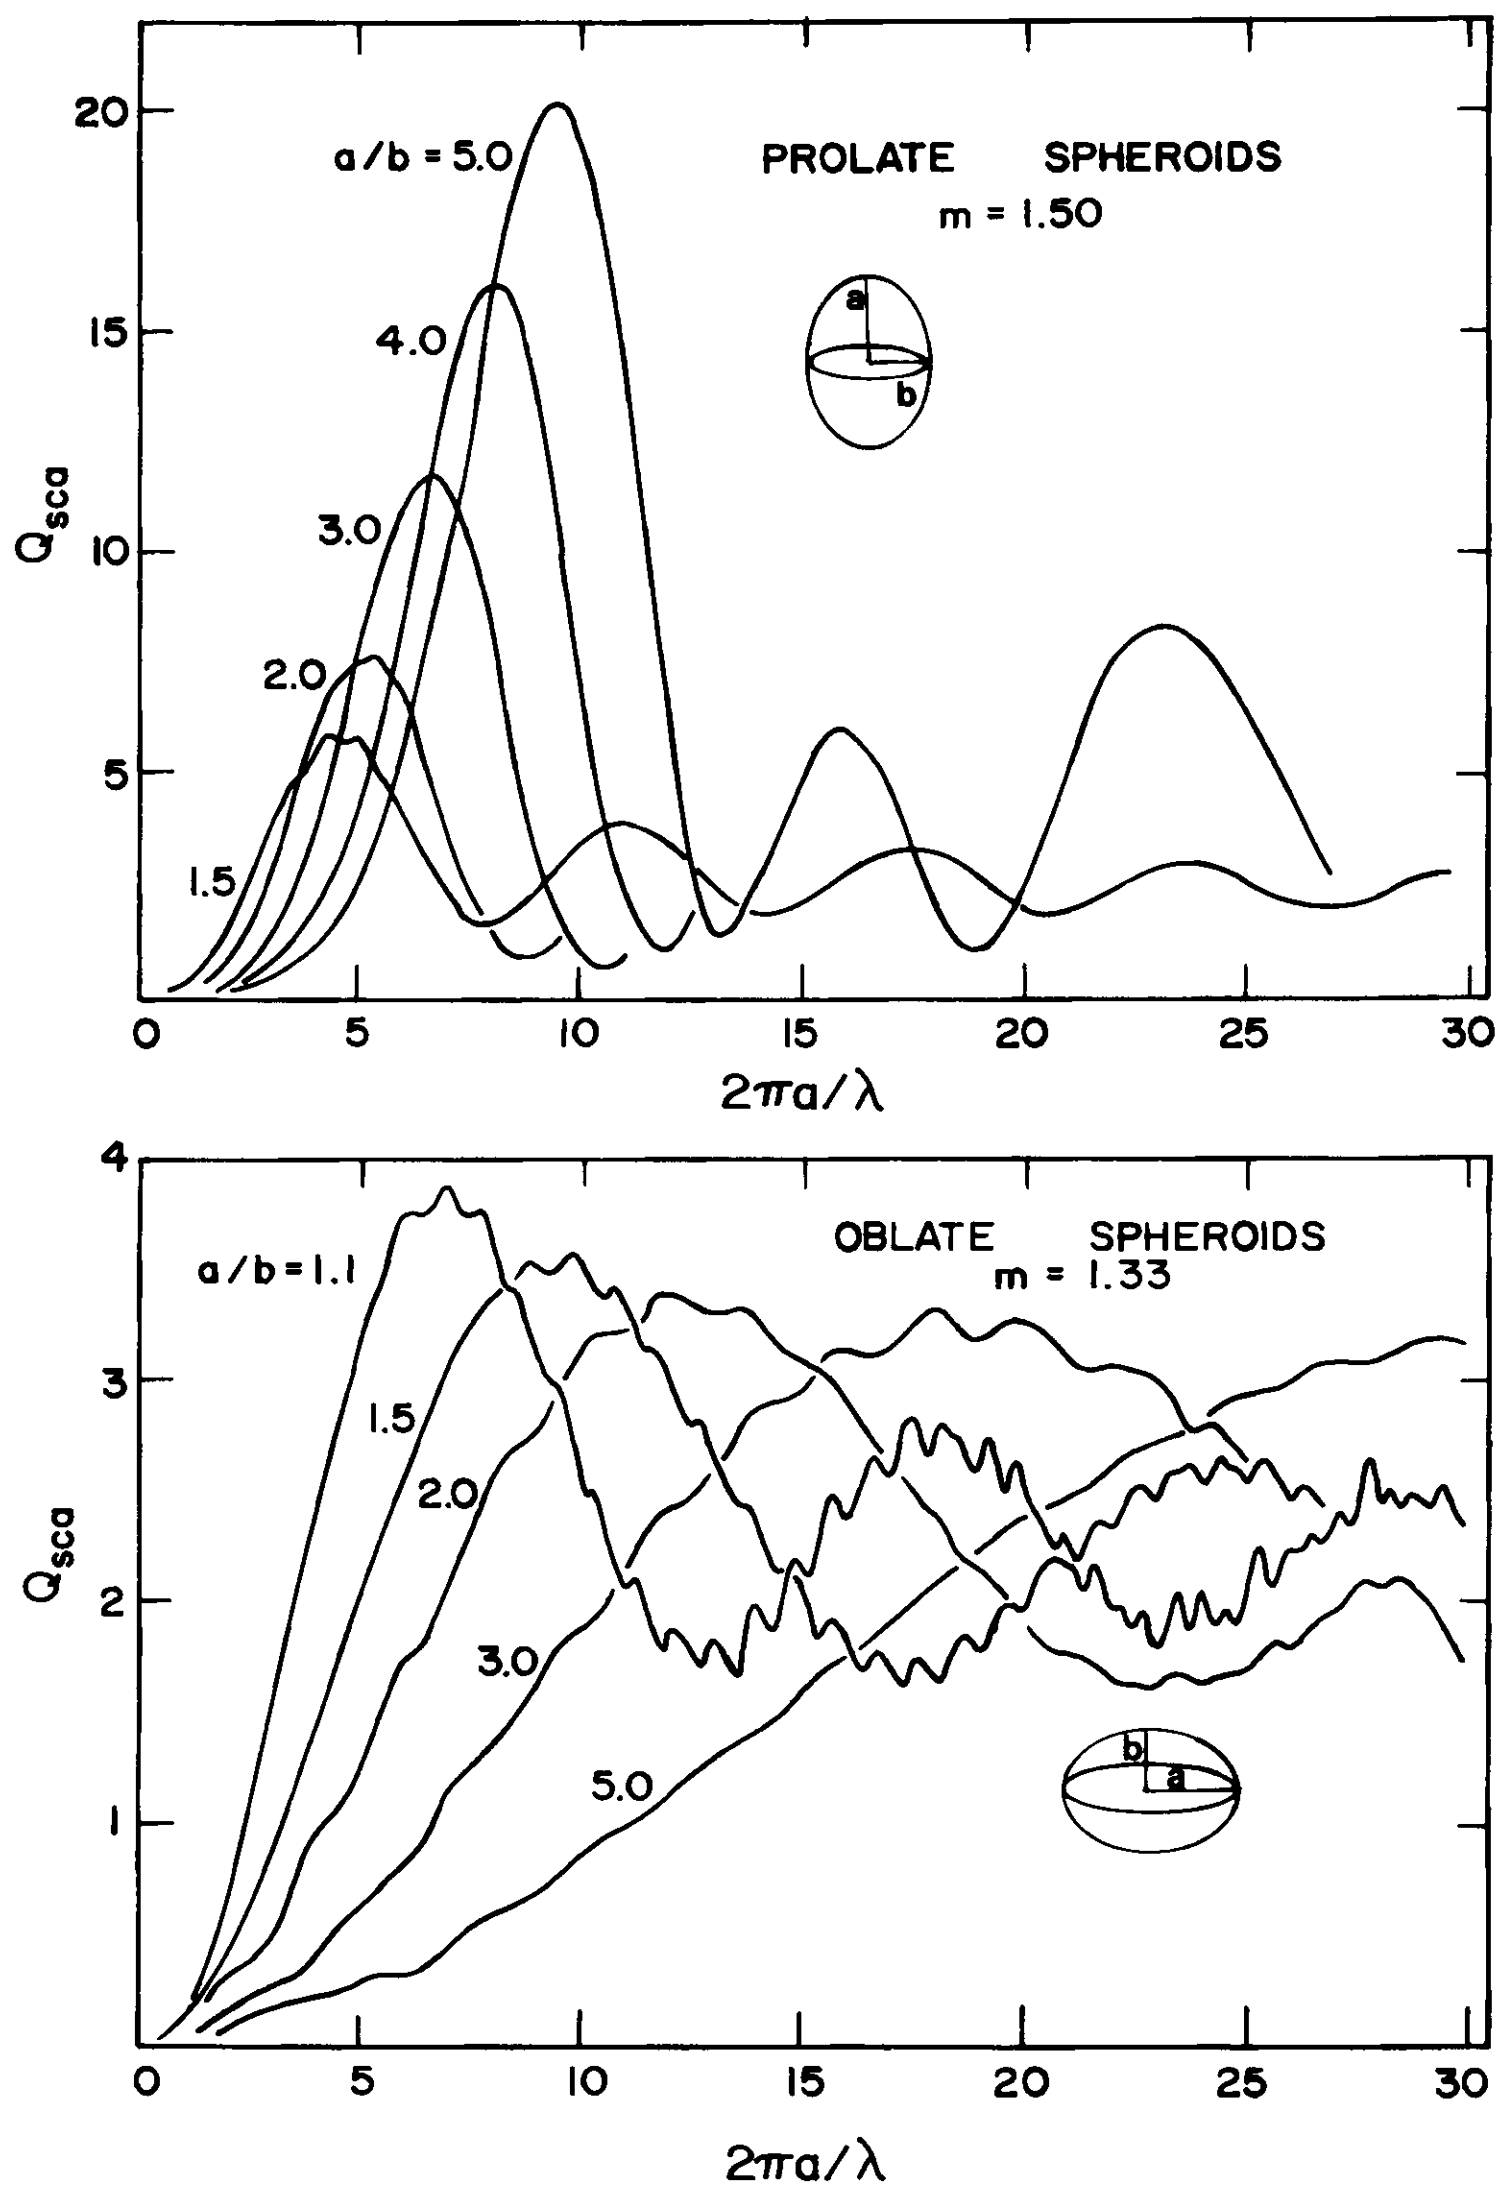 20
a/b = 5.0
PROLATE SPHEROIDS
m = 1.50
a
15
4.0
b
Qsca
3.0
10
2.0
5
1.5
0 5 10 15 20 25 30
2πa/λ
4
OBLATE SPHEROIDS
a/b=1.1
m = 1.33
3
1.5
2.0
Qsca
2
3.0
b
a
5.0
1
0 5 10 15 20 25 30
2πa/λ